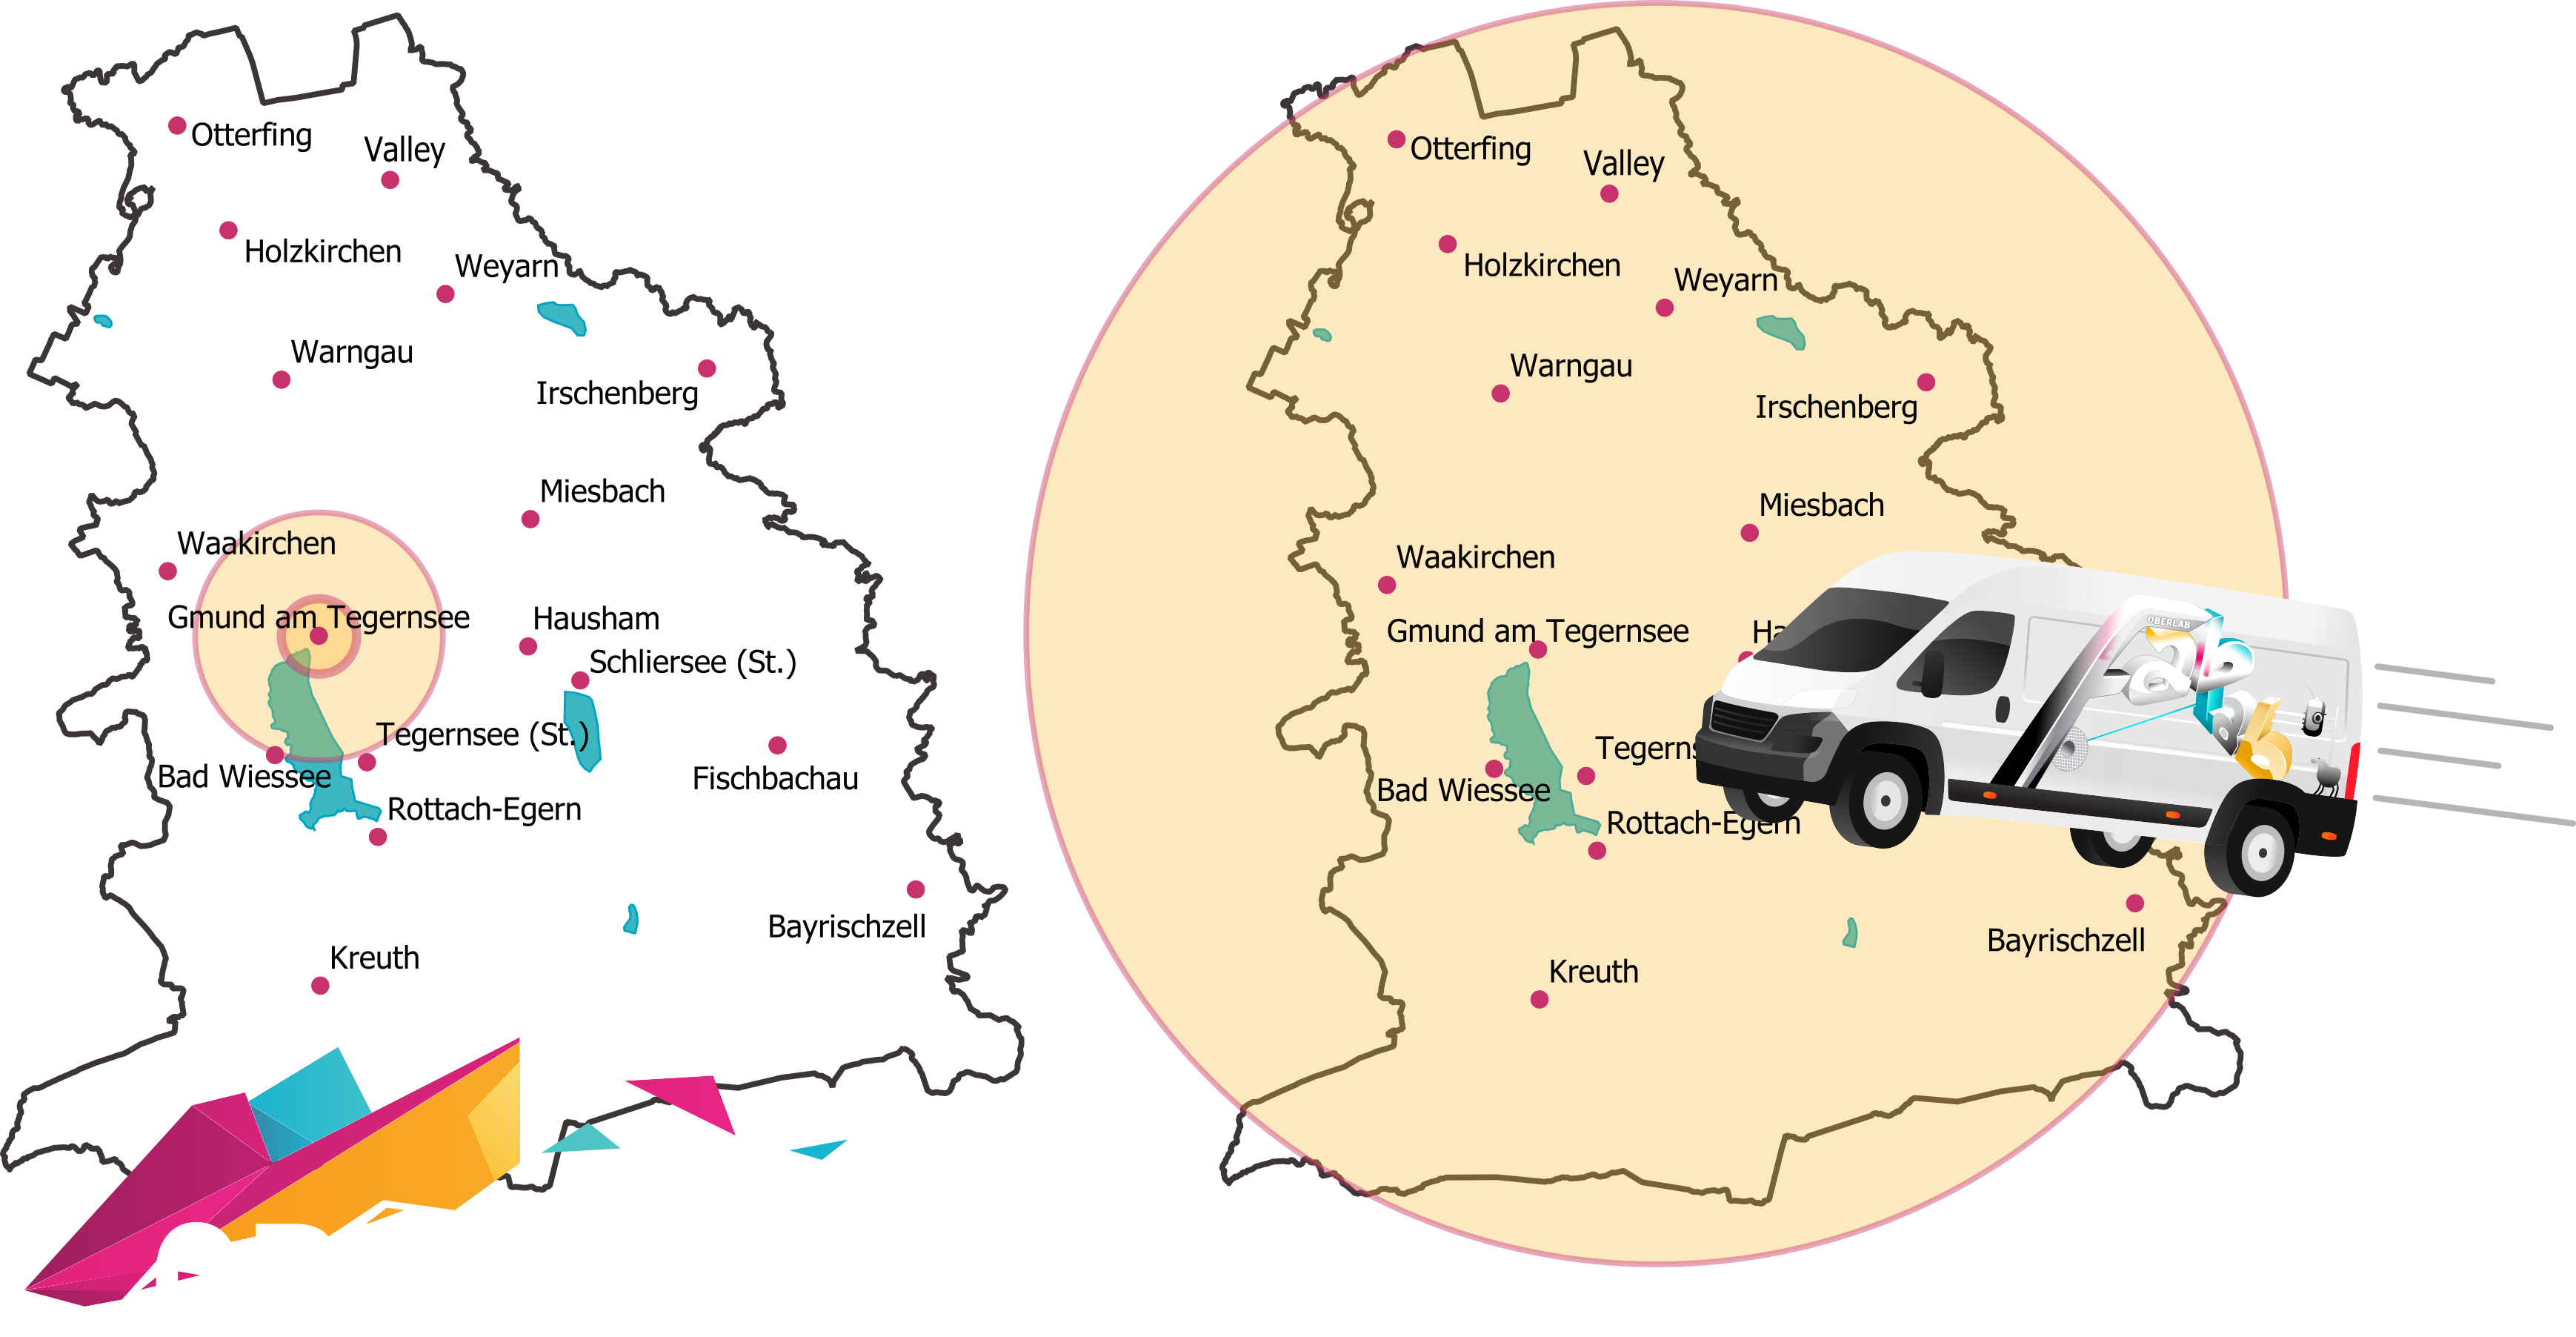 Otterfing
Valley
Holzkirchen
Weyarn
Warngau
Irschenberg
Miesbach
Waakirchen
Gmund am Tegernsee
Hausham
Schliersee (St.)
Tegernsee (St.)
Bad Wiessee
Fischbachau
Rottach-Egern
Bayrischzell
Kreuth
Otterfing
Valley
Holzkirchen
Weyarn
Warngau
Irschenberg
Miesbach
Waakirchen
Gmund am Tegernsee
Bad Wiessee
Rottach-Egern
Bayrischzell
Kreuth
OBERLAB